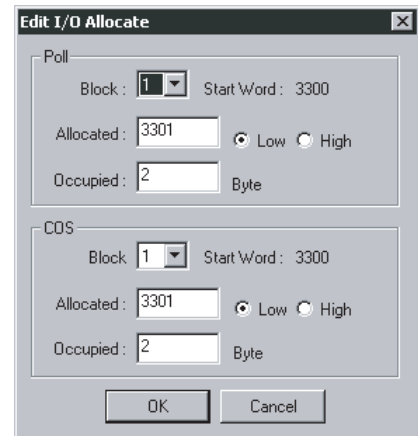 Edit I/O Allocate
Poll
Block : 1 Start Word : 3300
Allocated : 3301 Low High
Occupied : 2 Byte
COS
Block 1 Start Word : 3300
Allocated : 3301 Low High
Occupied : 2 Byte
OK Cancel